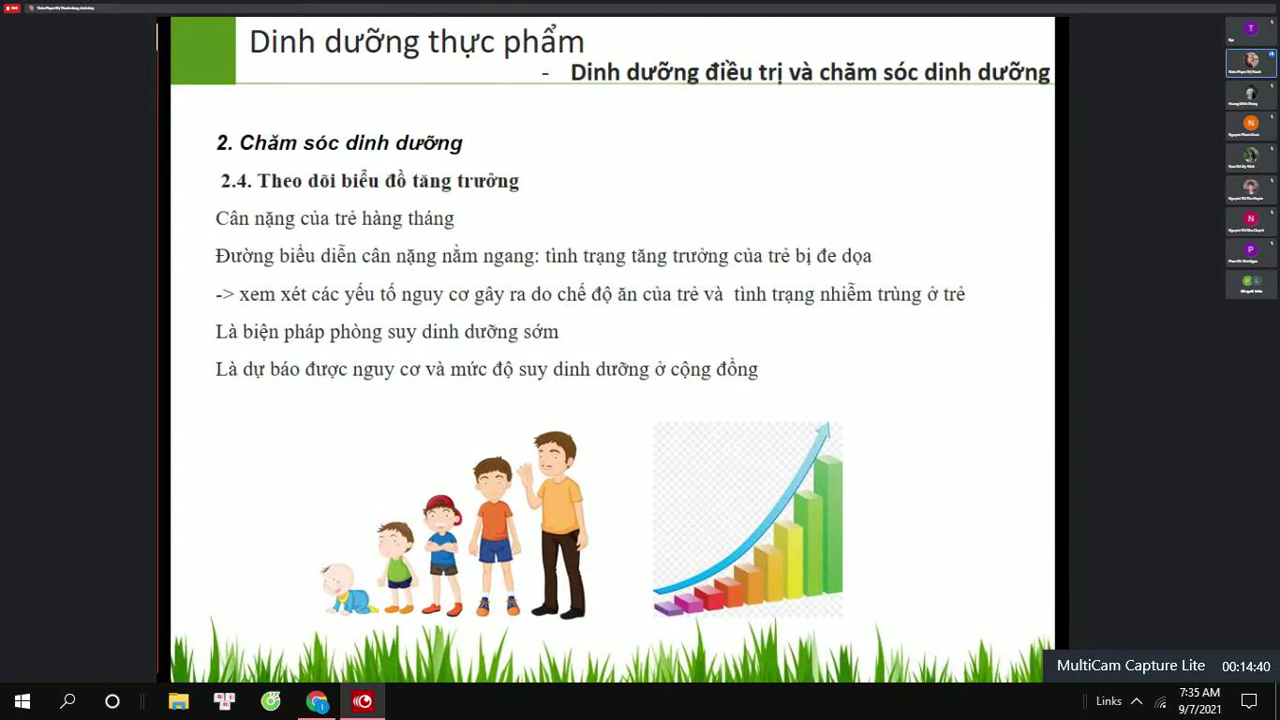 Dinh dưỡng thực phẩm
- Dinh dưỡng điều trị và chăm sóc dinh dưỡng
2. Chăm sóc dinh dưỡng
2.4. Theo dõi biểu đồ tăng trưởng
Cân nặng của trẻ hàng tháng
Đường biểu diễn cân nặng nằm ngang: tình trạng tăng trưởng của trẻ bị đe dọa
-> xem xét các yếu tố nguy cơ gây ra do chế độ ăn của trẻ và tình trạng nhiễm trùng ở trẻ
Là biện pháp phòng suy dinh dưỡng sớm
Là dự báo được nguy cơ và mức độ suy dinh dưỡng ở cộng đồng
T
N
N
P
MultiCam Capture Lite 00:14:40
Links
7:35 AM
9/7/2021